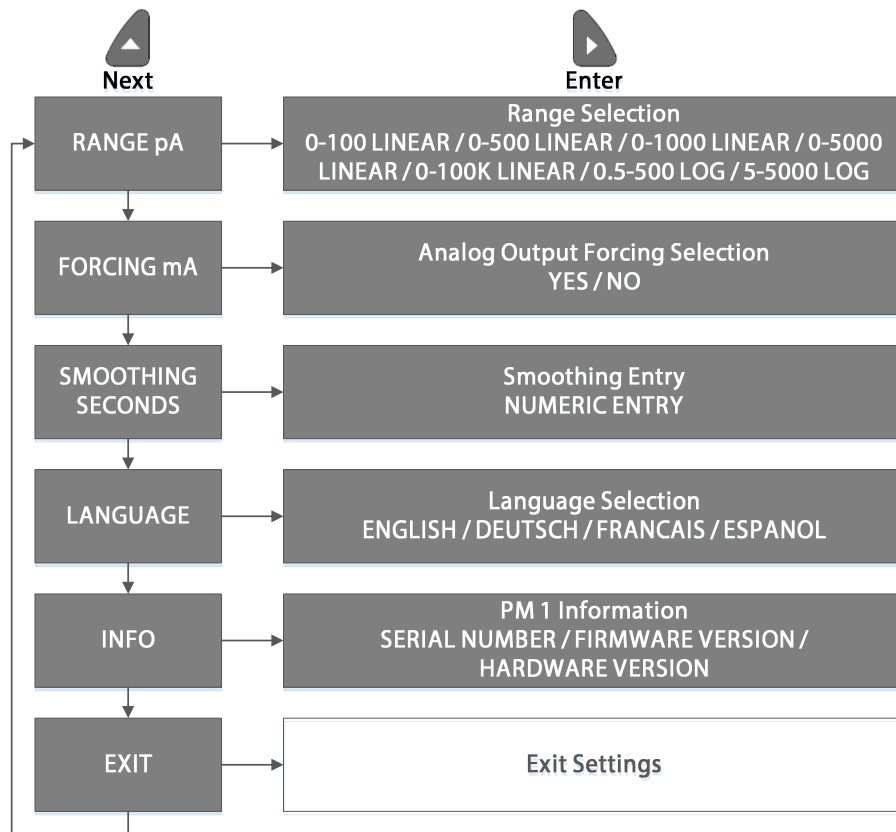 Next
Enter
RANGE pA
Range Selection
0-100 LINEAR / 0-500 LINEAR / 0-1000 LINEAR / 0-5000
LINEAR / 0-100K LINEAR / 0.5-500 LOG / 5-5000 LOG
FORCING mA
Analog Output Forcing Selection
YES / NO
SMOOTHING
SECONDS
Smoothing Entry
NUMERIC ENTRY
LANGUAGE
Language Selection
ENGLISH / DEUTSCH / FRANCAIS / ESPANOL
INFO
PM 1 Information
SERIAL NUMBER / FIRMWARE VERSION /
HARDWARE VERSION
EXIT
Exit Settings